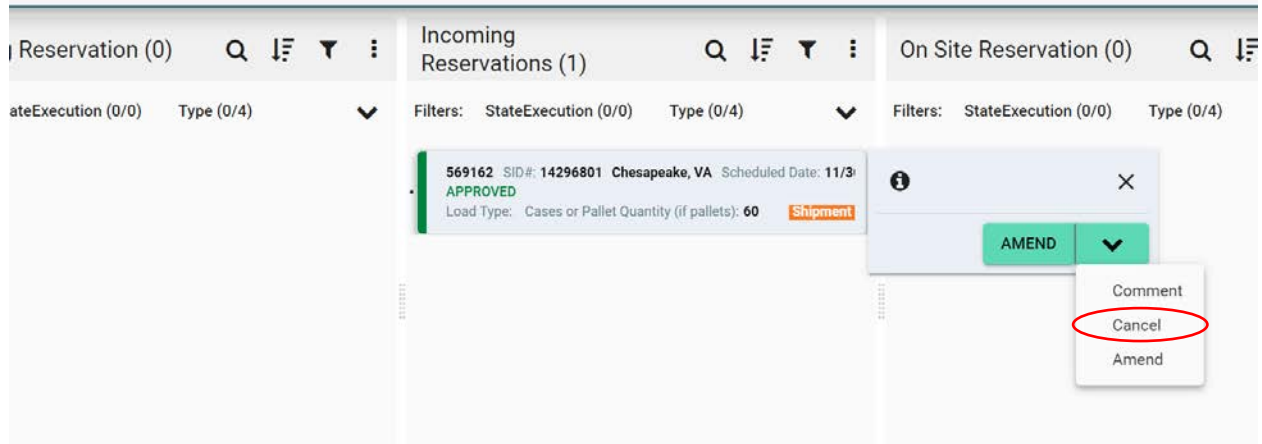 Reservation (0)
ateExecution (0/0) Type (0/4)
Incoming
Reservations (1)
Filters: StateExecution (0/0) Type (0/4)
569162 SID#: 14296801 Chesapeake, VA Scheduled Date: 11/3
APPROVED
Load Type: Cases or Pallet Quantity (if pallets): 60 Shipment
On Site Reservation (0)
Filters: StateExecution (0/0) Type (0/4)
AMEND
Comment
Cancel
Amend